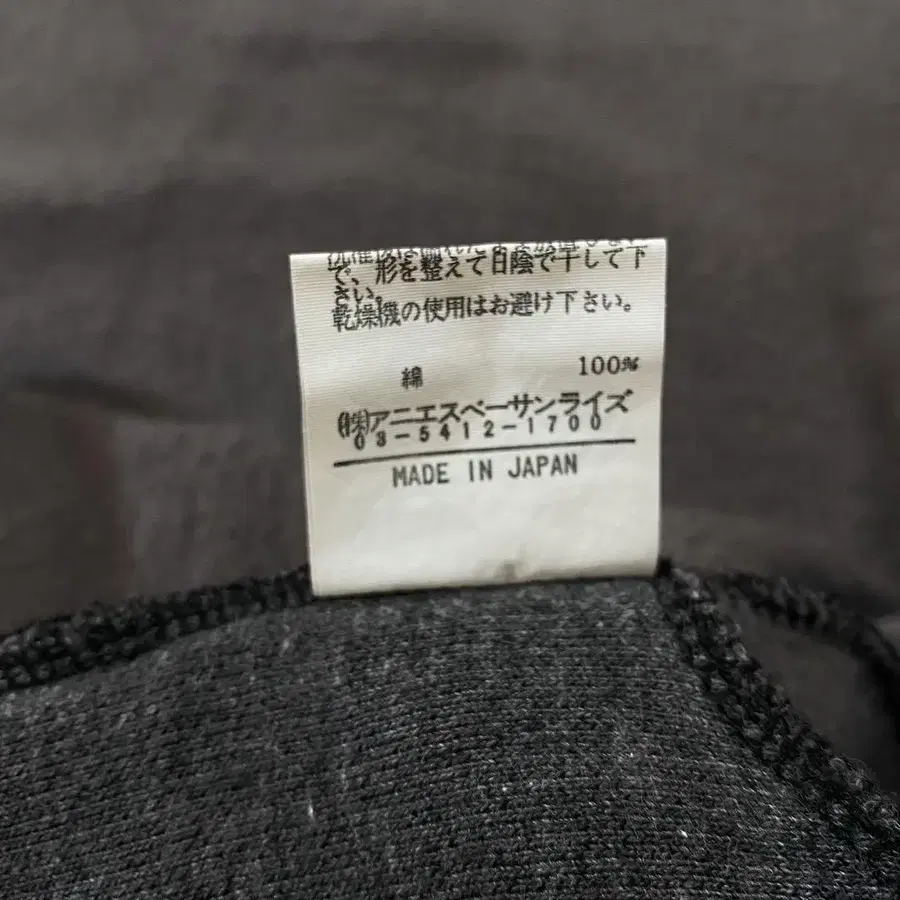 で、形を整えて日陰で干して下
さい。
乾燥機の使用はお避け下さい。
綿 100%
(株)アニエスベーサンライズ
03-5412-1700
MADE IN JAPAN